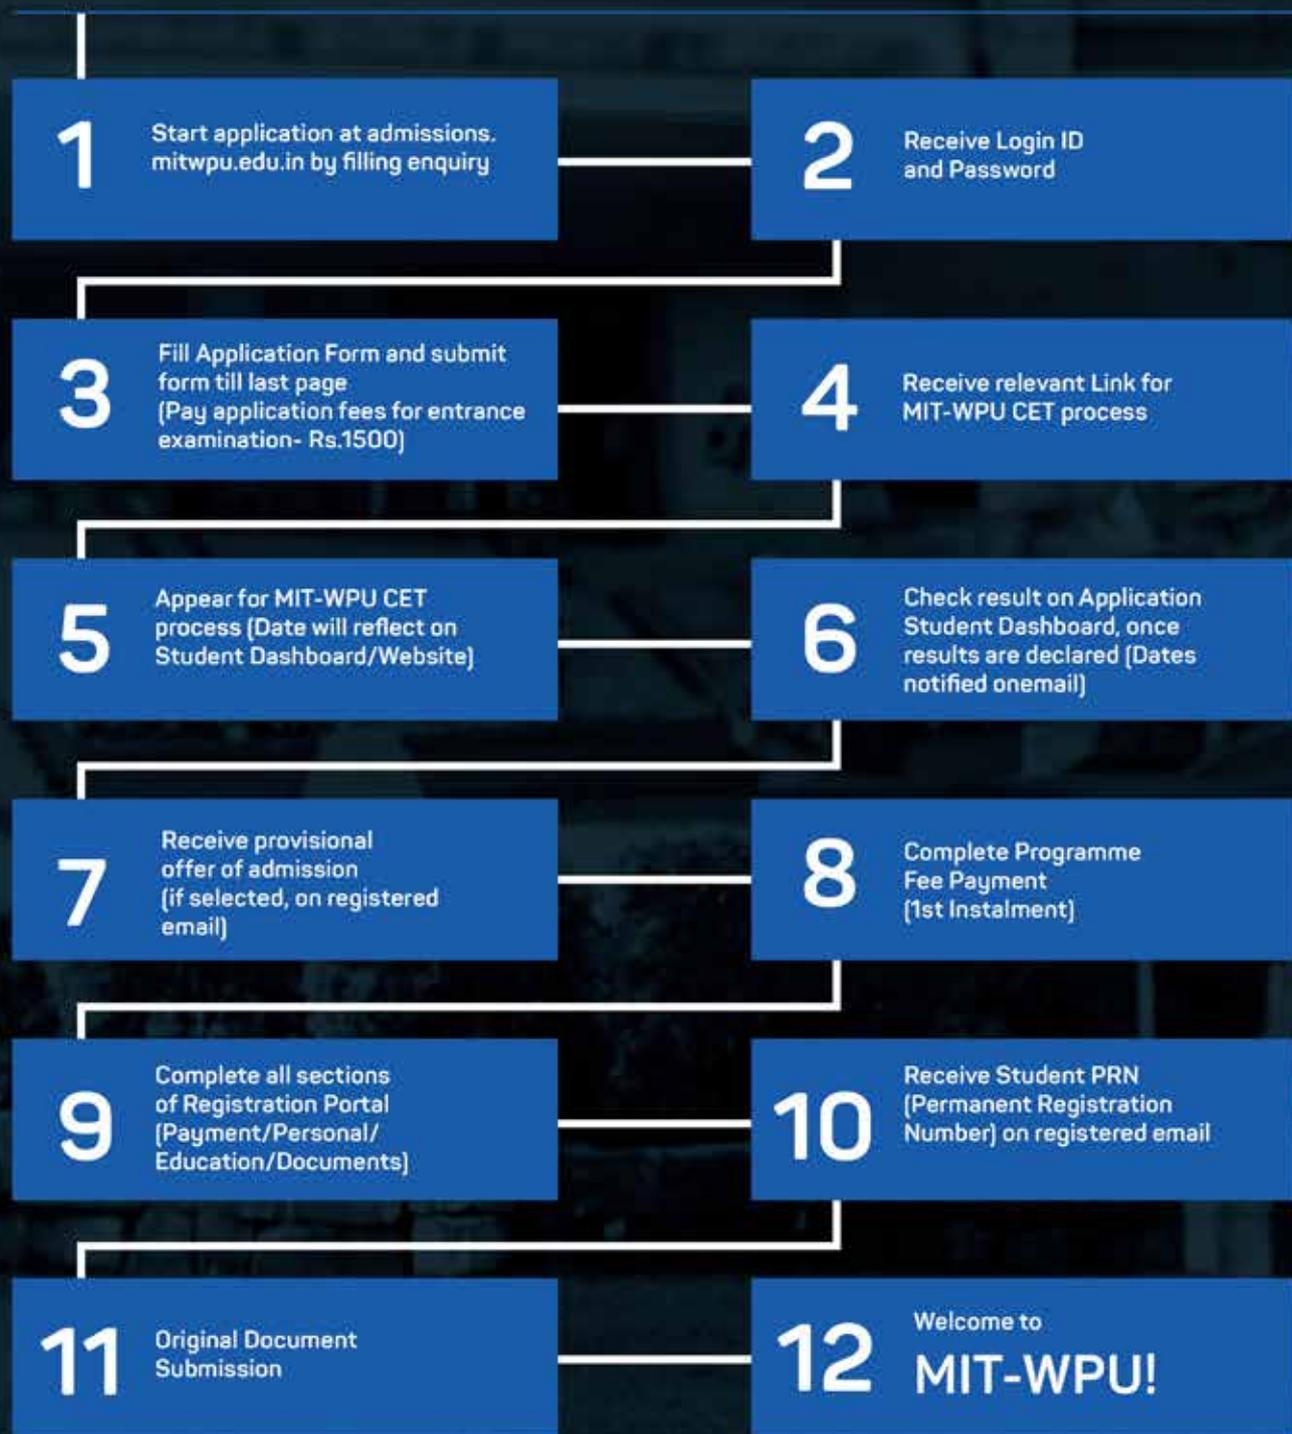 1
Start application at admissions.
mitwpu.edu.in by filling enquiry
2
Receive Login ID
and Password
3
Fill Application Form and submit
form till last page
(Pay application fees for entrance
examination- Rs.1500)
4
Receive relevant Link for
MIT-WPU CET process
5
Appear for MIT-WPU CET
process (Date will reflect on
Student Dashboard/Website)
6
Check result on Application
Student Dashboard, once
results are declared (Dates
notified onemail)
7
Receive provisional
offer of admission
(if selected, on registered
email)
8
Complete Programme
Fee Payment
(1st Instalment)
9
Complete all sections
of Registration Portal
(Payment/Personal/
Education/Documents)
10
Receive Student PRN
(Permanent Registration
Number) on registered email
11
Original Document
Submission
12
Welcome to
MIT-WPU!